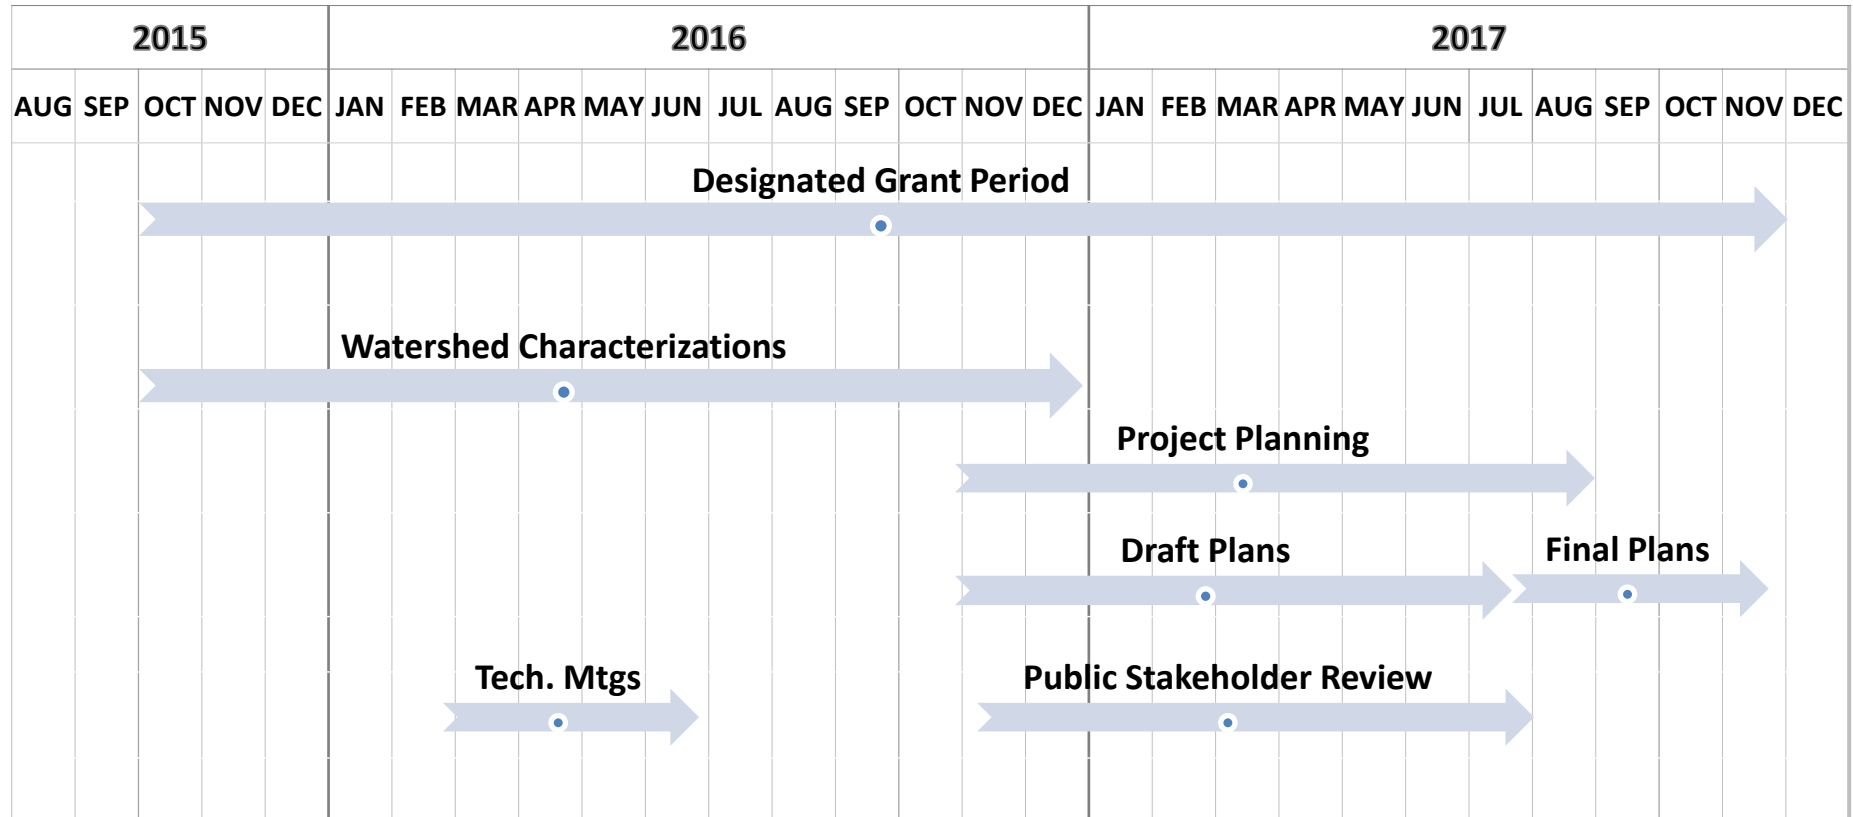 2015 2016 2017
AUG SEP OCT NOV DEC JAN FEB MAR APR MAY JUN JUL AUG SEP OCT NOV DEC JAN FEB MAR APR MAY JUN JUL AUG SEP OCT NOV DEC
Designated Grant Period
Watershed Characterizations
Project Planning
Draft Plans Final Plans
Tech. Mtgs Public Stakeholder Review